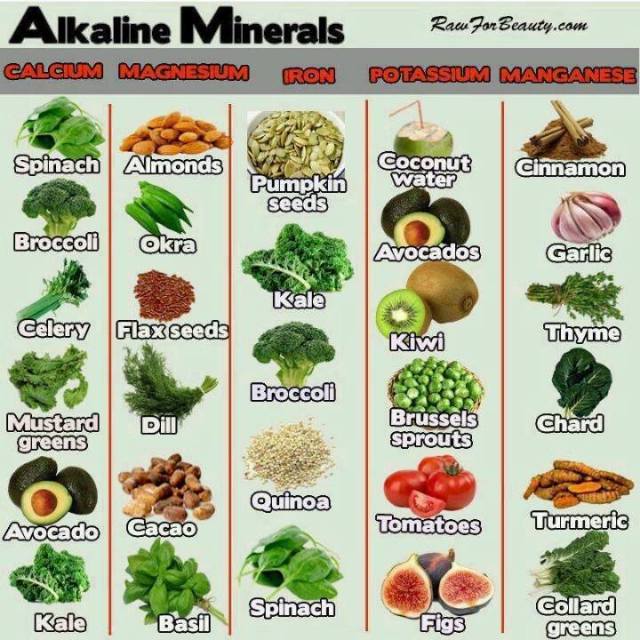 Alkaline Minerals
RawForBeauty.com
CALCIUM
MAGNESIUM
IRON
POTASSIUM
MANGANESE
Spinach
Broccoli
Celery
Mustard
greens
Avocado
Kale
Almonds
Okra
Flax seeds
Dill
Cacao
Basil
Pumpkin
seeds
Kale
Broccoli
Quinoa
Spinach
Coconut
water
Avocados
Kiwi
Brussels
sprouts
Tomatoes
Figs
Cinnamon
Garlic
Thyme
Chard
Turmeric
Collard
greens